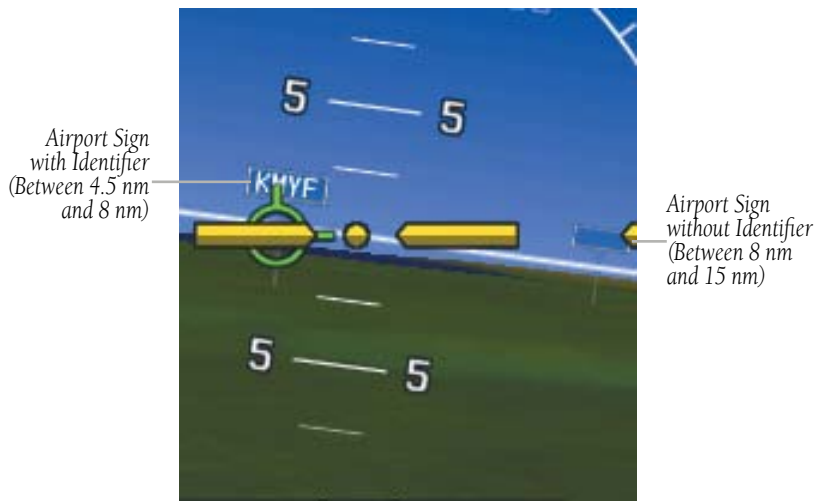 5
5
Airport Sign
with Identifier
(Between 4.5 nm
and 8 nm)
KMYF
Airport Sign
without Identifier
(Between 8 nm
and 15 nm)
5
5